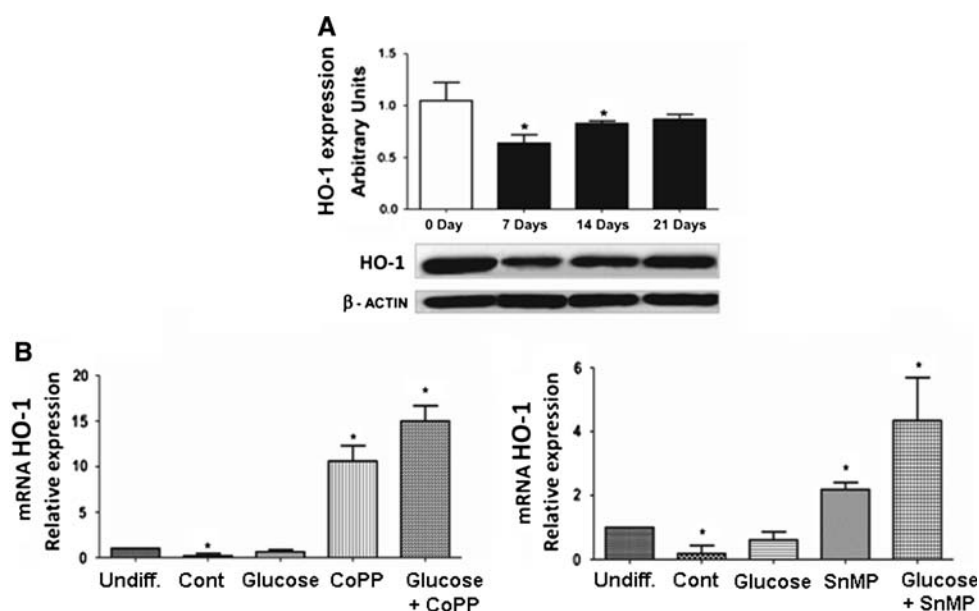 A
HO-1 expression
Arbitrary Units
1.5
1.0
0.5
0.0
0 Day 7 Days 14 Days 21 Days
* *
HO-1
β - ACTIN
B
mRNA HO-1
Relative expression
20
15
10
5
0
* * *
Undiff. Cont Glucose CoPP Glucose
+ CoPP
mRNA HO-1
Relative expression
6
4
2
0
* * *
Undiff. Cont Glucose SnMP Glucose
+ SnMP